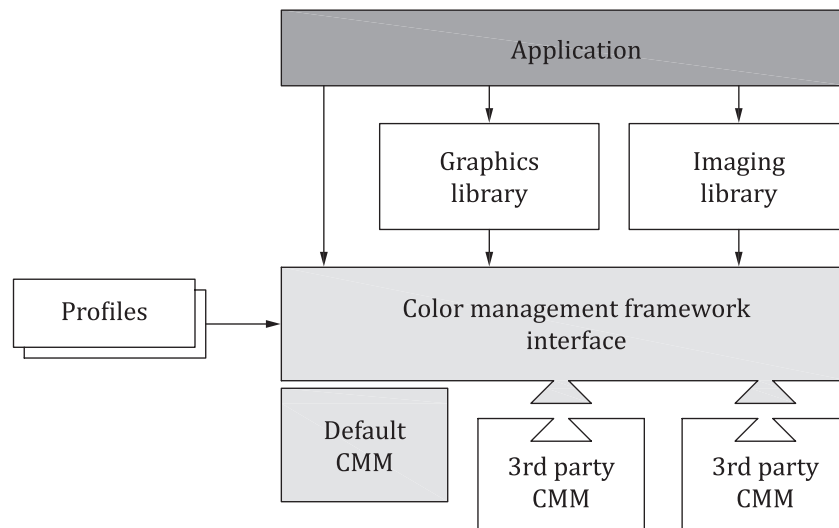 Application
Graphics
library
Imaging
library
Profiles
Color management framework
interface
Default
CMM
3rd party
CMM
3rd party
CMM